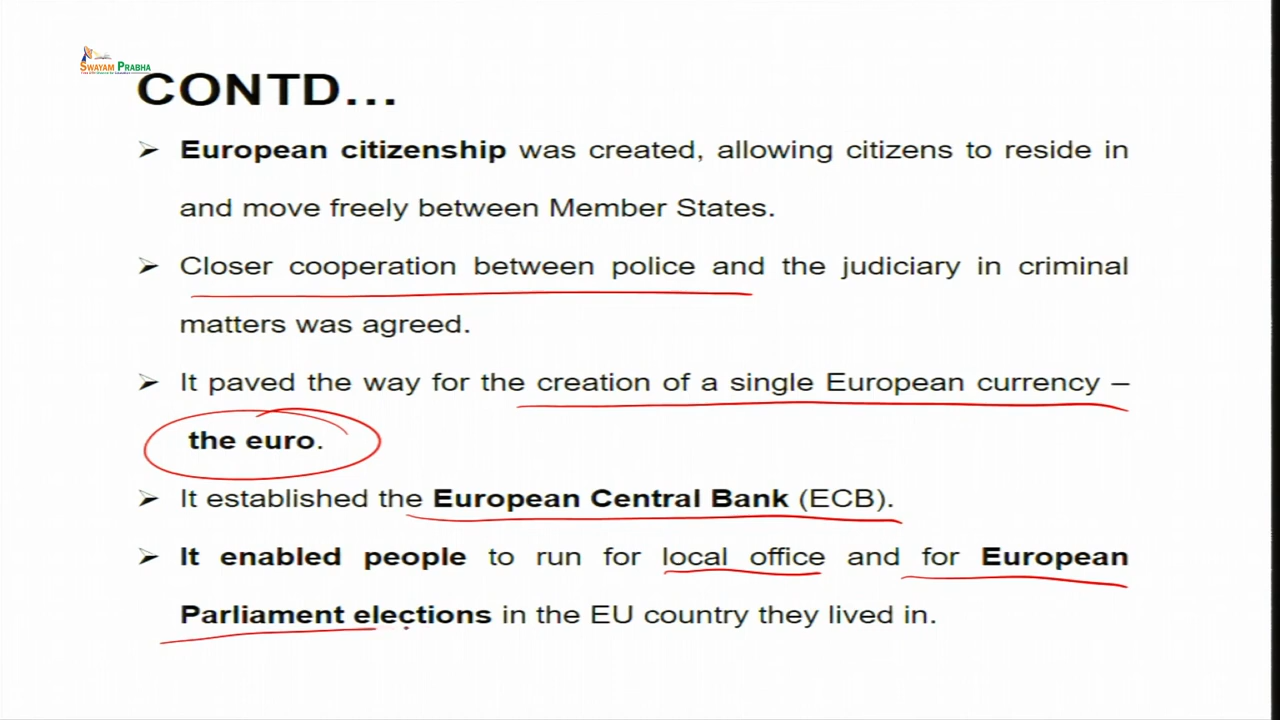 SWAYAM PRABHA
CONTD...
➢ European citizenship was created, allowing citizens to reside in
and move freely between Member States.
➢ Closer cooperation between police and the judiciary in criminal
matters was agreed.
➢ It paved the way for the creation of a single European currency –
the euro.
➢ It established the European Central Bank (ECB).
➢ It enabled people to run for local office and for European
Parliament elections in the EU country they lived in.